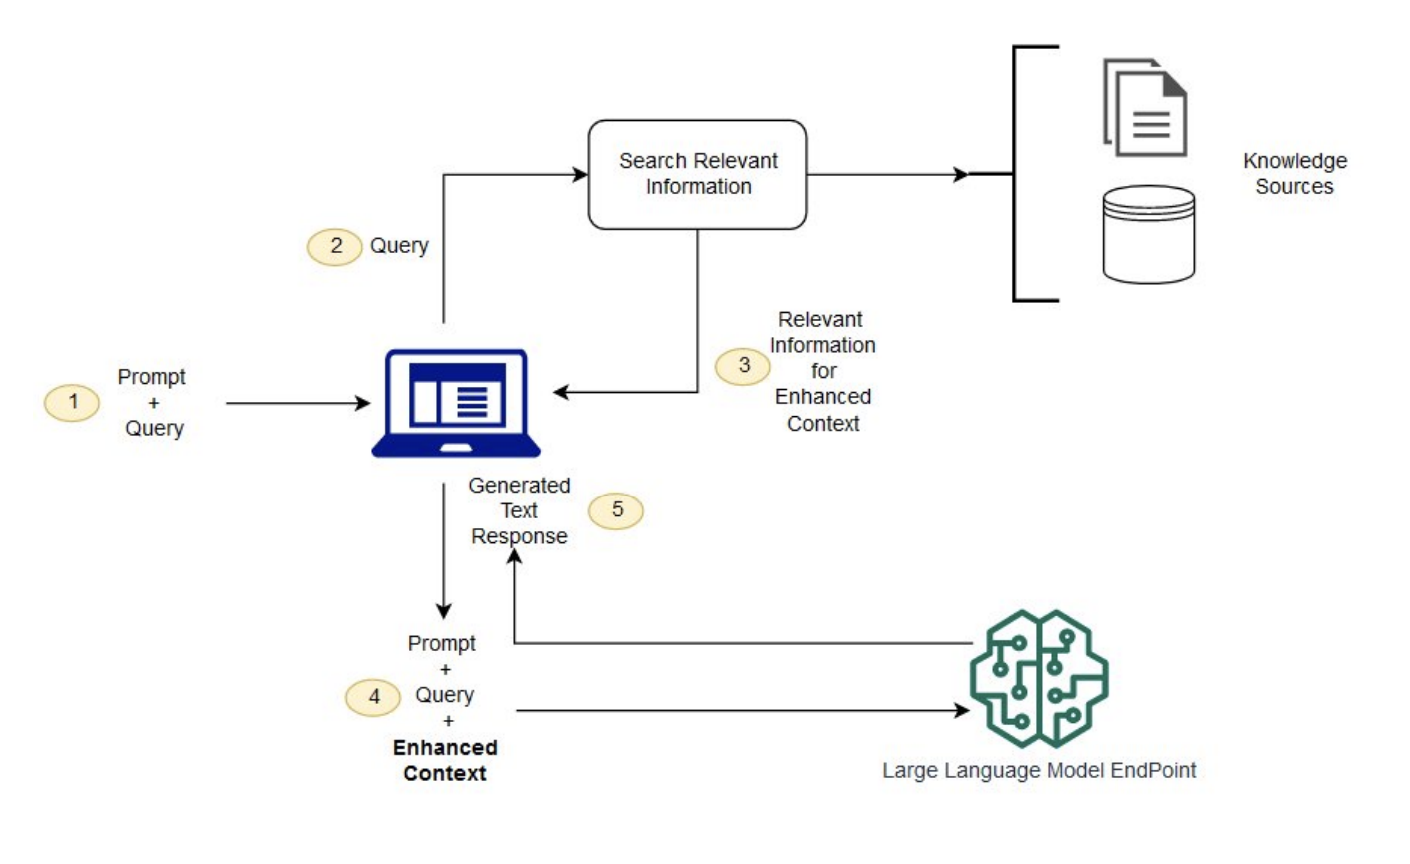 Search Relevant
Information
Knowledge
Sources
2 Query
Relevant
Information
for
Enhanced
Context
3
1
Prompt
+
Query
Generated
Text
Response
5
Prompt
+
Query
+
Enhanced
Context
4
Large Language Model EndPoint